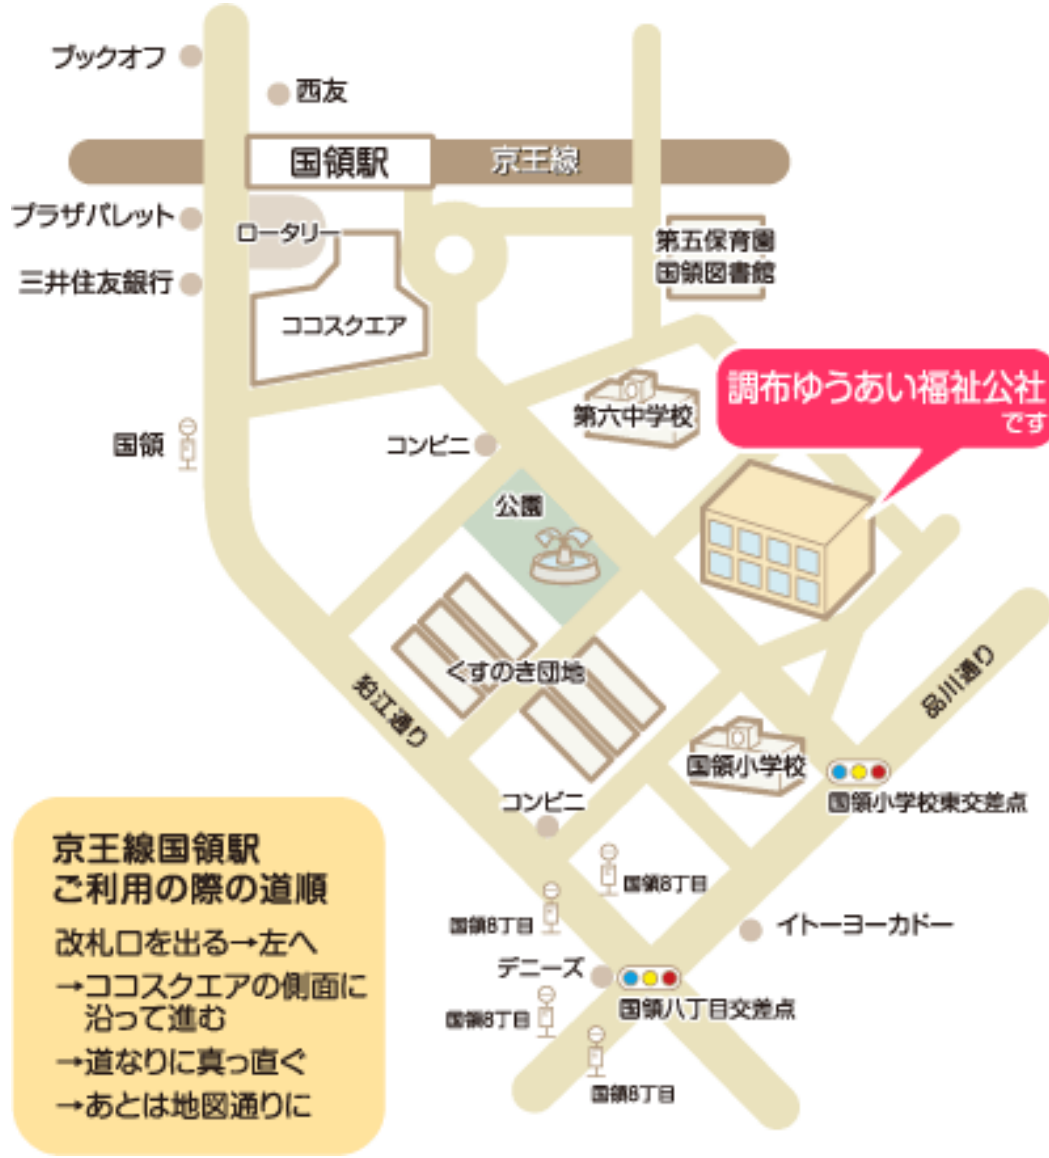 ブックオフ
西友
国領駅
京王線
プラザパレット
ロータリー
第五保育園
国領図書館
三井住友銀行
ココスクエア
調布ゆうあい福祉公社
です
第六中学校
国領
コンビニ
公園
くすのき団地
狛江通り
品川通り
国領小学校
国領小学校東交差点
コンビニ
国領8丁目
国領8丁目
イトーヨーカドー
デニーズ
国領八丁目交差点
国領8丁目
国領8丁目
京王線国領駅
ご利用の際の道順
改札口を出る→左へ
→ココスクエアの側面に
沿って進む
→道なりに真っ直ぐ
→あとは地図通りに